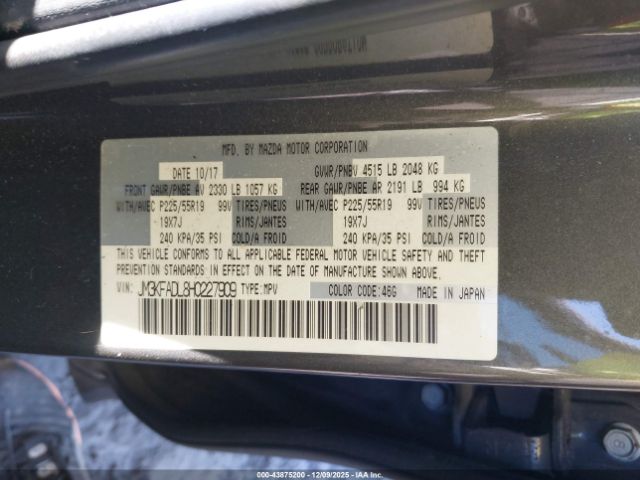 MFD. BY MAZDA MOTOR CORPORATION
DATE 10/17 GVWR/PNBV 4515 LB 2048 KG
FRONT GAWR/PNBE AV 2330 LB 1057 KG REAR GAWR/PNBE AR 2191 LB 994 KG
WITH/AVEC P225/55R19 99V TIRES/PNEUS WITH/AVEC P225/55R19 99V TIRES/PNEUS
19X7J RIMS/JANTES 19X7J RIMS/JANTES
240 KPA/35 PSI COLD/A FROID 240 KPA/35 PSI COLD/A FROID
THIS VEHICLE CONFORMS TO ALL APPLICABLE FEDERAL MOTOR VEHICLE SAFETY AND THEFT
PREVENTION STANDARDS IN EFFECT ON THE DATE OF MANUFACTURE SHOWN ABOVE.
VIN: JM3KFADL8H0227909 TYPE: MPV COLOR CODE: 46G MADE IN JAPAN
000-43875200 - 12/09/2025 - IAAI.COM